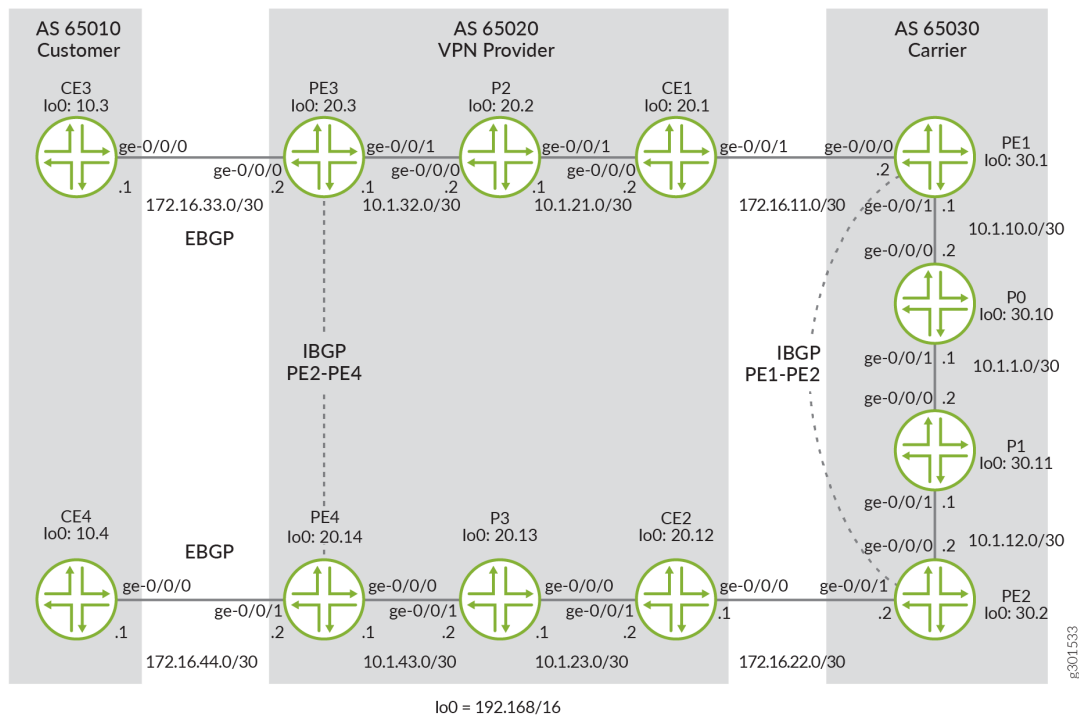 AS 65010
Customer
AS 65020
VPN Provider
AS 65030
Carrier
CE3
lo0: 10.3
PE3
lo0: 20.3
P2
lo0: 20.2
CE1
lo0: 20.1
PE1
lo0: 30.1
ge-0/0/0
ge-0/0/0
ge-0/0/1
ge-0/0/0
ge-0/0/1
ge-0/0/0
ge-0/0/1
ge-0/0/0
.1
.2
.1
.2
.1
.2
.2
172.16.33.0/30
10.1.32.0/30
10.1.21.0/30
172.16.11.0/30
EBGP
ge-0/0/1
.1
10.1.10.0/30
ge-0/0/0
.2
P0
lo0: 30.10
ge-0/0/1
.1
10.1.1.0/30
ge-0/0/0
.2
IBGP
PE2-PE4
IBGP
PE1-PE2
P1
lo0: 30.11
ge-0/0/1
.1
10.1.12.0/30
ge-0/0/0
.2
CE4
lo0: 10.4
EBGP
PE4
lo0: 20.14
P3
lo0: 20.13
CE2
lo0: 20.12
PE2
lo0: 30.2
ge-0/0/0
ge-0/0/1
ge-0/0/0
ge-0/0/1
ge-0/0/0
ge-0/0/1
ge-0/0/0
ge-0/0/1
.1
.2
.1
.2
.1
.2
.1
.2
172.16.44.0/30
10.1.43.0/30
10.1.23.0/30
172.16.22.0/30
lo0 = 192.168/16
g301533